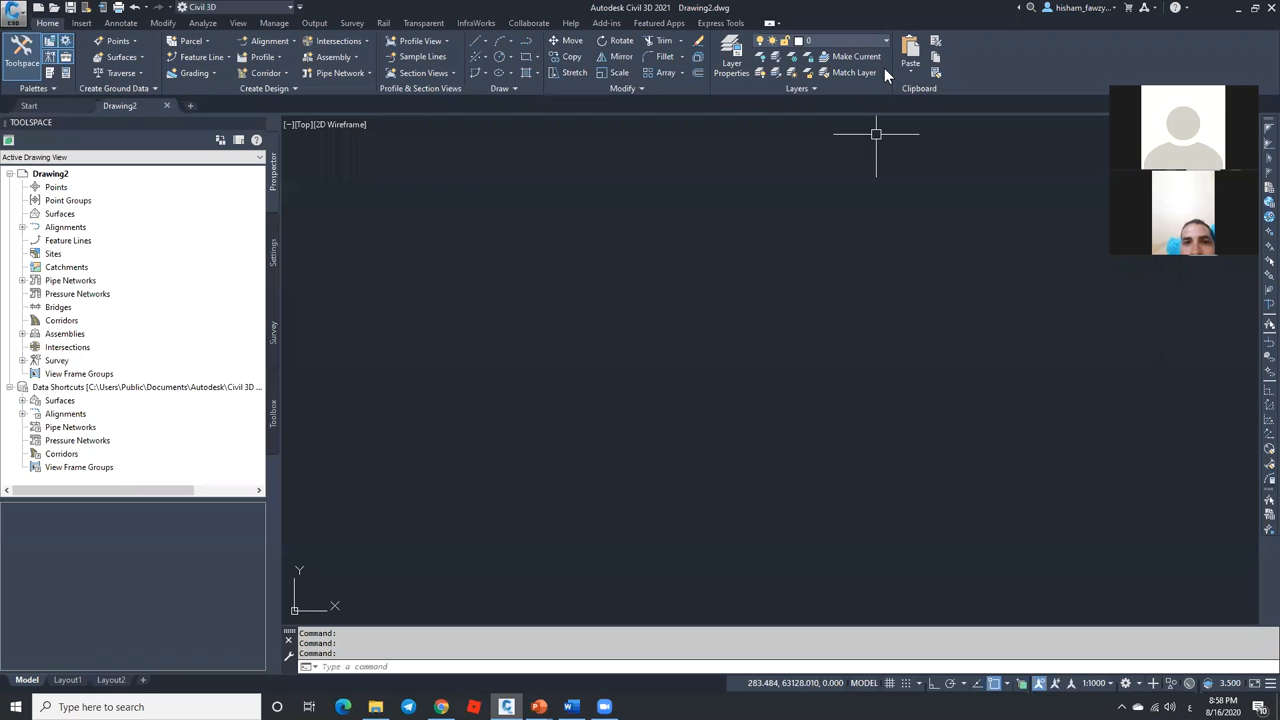 C3D
Civil 3D
Autodesk Civil 3D 2021 Drawing2.dwg
hisham_fawzy...
Home Insert Annotate Modify Analyze View Manage Output Survey Rail Transparent InfraWorks Collaborate Help Add-ins Featured Apps Express Tools
Toolspace
Palettes
Points
Surfaces
Traverse
Create Ground Data
Parcel
Feature Line
Grading
Alignment
Profile
Corridor
Intersections
Assembly
Pipe Network
Create Design
Profile View
Sample Lines
Section Views
Profile & Section Views
Draw
Move
Copy
Stretch
Rotate
Mirror
Scale
Trim
Fillet
Array
Modify
Layer
Properties
0
Make Current
Match Layer
Layers
Paste
Clipboard
Start Drawing2
TOOLSPACE
Active Drawing View
Drawing2
Points
Point Groups
Surfaces
Alignments
Feature Lines
Sites
Catchments
Pipe Networks
Pressure Networks
Bridges
Corridors
Assemblies
Intersections
Survey
View Frame Groups
Data Shortcuts [C:\Users\Public\Documents\Autodesk\Civil 3D ...
Surfaces
Alignments
Pipe Networks
Pressure Networks
Corridors
View Frame Groups
Prospector
Settings
Survey
Toolbox
[−][Top][2D Wireframe]
Y
X
Command:
Command:
Command:
Type a command
Model Layout1 Layout2
283.484, 63128.010, 0.000 MODEL 1:1000 3.500
Type here to search
ع
8:58 PM
8/16/2020
10